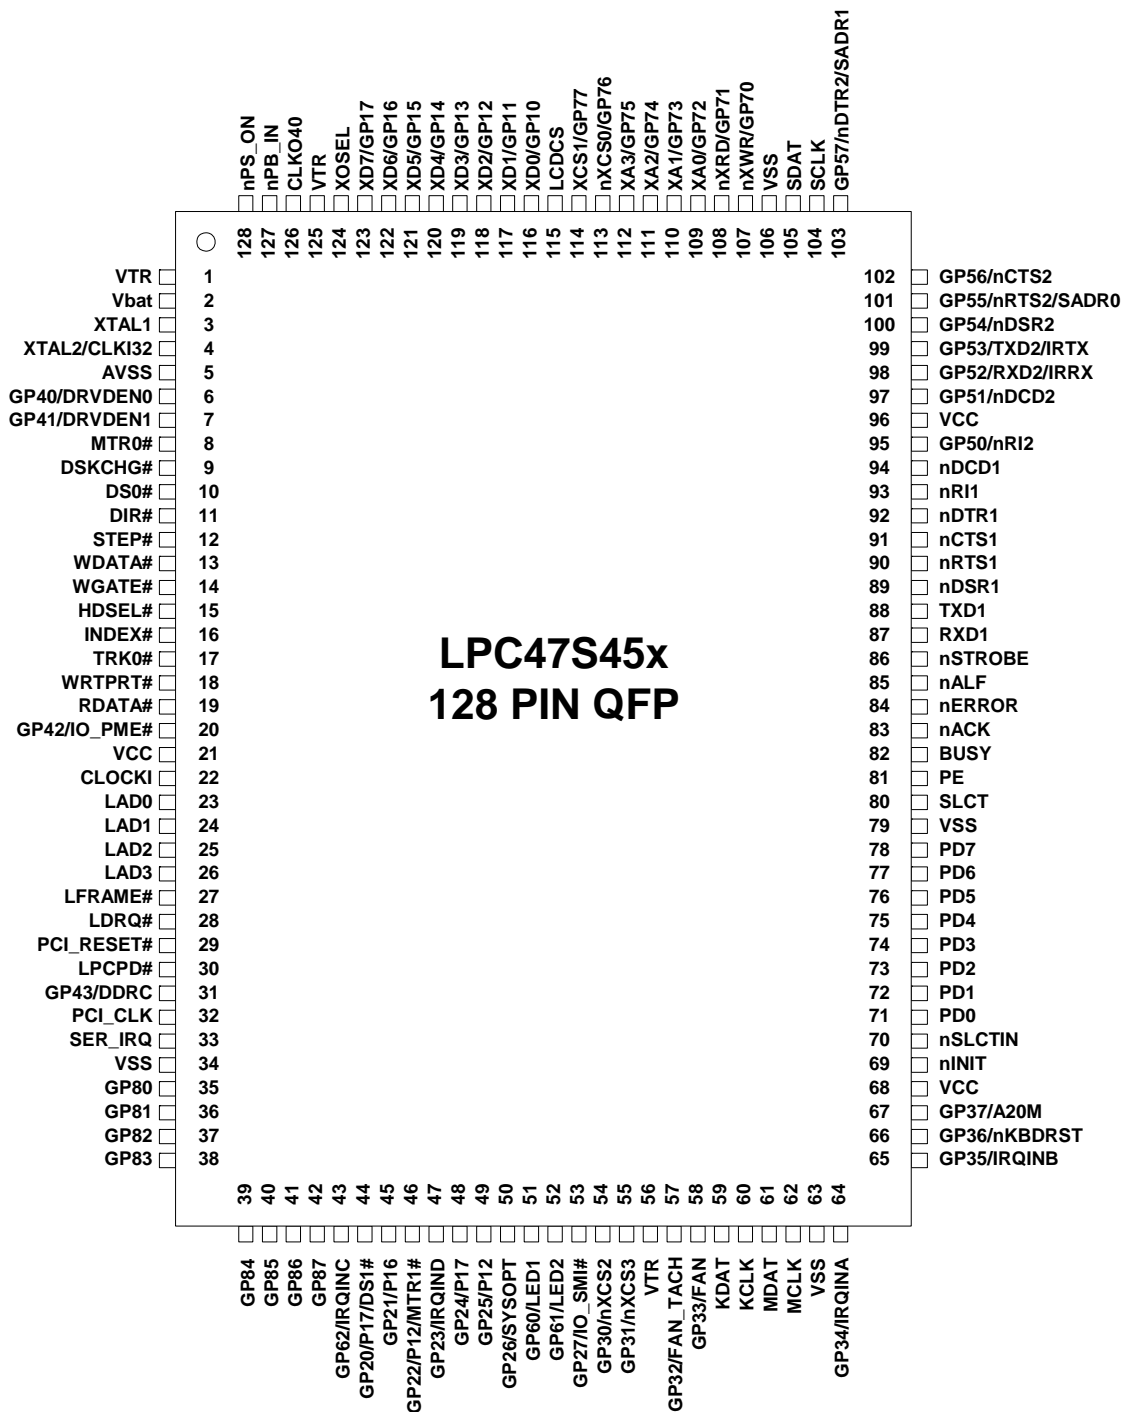 nPS_ON
nPB_IN
CLKO40
VTR
XOSEL
XD7/GP17
XD6/GP16
XD5/GP15
XD4/GP14
XD3/GP13
XD2/GP12
XD1/GP11
XD0/GP10
LCDCS
XCS1/GP77
nXCS0/GP76
XA3/GP75
XA2/GP74
XA1/GP73
XA0/GP72
nXRD/GP71
nXWR/GP70
VSS
SDAT
SCLK
GP57/nDTR2/SADR1
128
127
126
125
124
123
122
121
120
119
118
117
116
115
114
113
112
111
110
109
108
107
106
105
104
103
VTR 1
Vbat 2
XTAL1 3
XTAL2/CLKI32 4
AVSS 5
GP40/DRVDEN0 6
GP41/DRVDEN1 7
MTR0# 8
DSKCHG# 9
DS0# 10
DIR# 11
STEP# 12
WDATA# 13
WGATE# 14
HDSEL# 15
INDEX# 16
TRK0# 17
WRTPRT# 18
RDATA# 19
GP42/IO_PME# 20
VCC 21
CLOCKI 22
LAD0 23
LAD1 24
LAD2 25
LAD3 26
LFRAME# 27
LDRQ# 28
PCI_RESET# 29
LPCPD# 30
GP43/DDRC 31
PCI_CLK 32
SER_IRQ 33
VSS 34
GP80 35
GP81 36
GP82 37
GP83 38
LPC47S45x
128 PIN QFP
102 GP56/nCTS2
101 GP55/nRTS2/SADR0
100 GP54/nDSR2
99 GP53/TXD2/IRTX
98 GP52/RXD2/IRRX
97 GP51/nDCD2
96 VCC
95 GP50/nRI2
94 nDCD1
93 nRI1
92 nDTR1
91 nCTS1
90 nRTS1
89 nDSR1
88 TXD1
87 RXD1
86 nSTROBE
85 nALF
84 nERROR
83 nACK
82 BUSY
81 PE
80 SLCT
79 VSS
78 PD7
77 PD6
76 PD5
75 PD4
74 PD3
73 PD2
72 PD1
71 PD0
70 nSLCTIN
69 nINIT
68 VCC
67 GP37/A20M
66 GP36/nKBDRST
65 GP35/IRQINB
39
40
41
42
43
44
45
46
47
48
49
50
51
52
53
54
55
56
57
58
59
60
61
62
63
64
GP84
GP85
GP86
GP87
GP62/IRQINC
GP20/P17/DS1#
GP21/P16
GP22/P12/MTR1#
GP23/IRQIND
GP24/P17
GP25/P12
GP26/SYSOPT
GP60/LED1
GP61/LED2
GP27/IO_SMI#
GP30/nXCS2
GP31/nXCS3
VTR
GP32/FAN_TACH
GP33/FAN
KDAT
KCLK
MDAT
MCLK
VSS
GP34/IRQINA